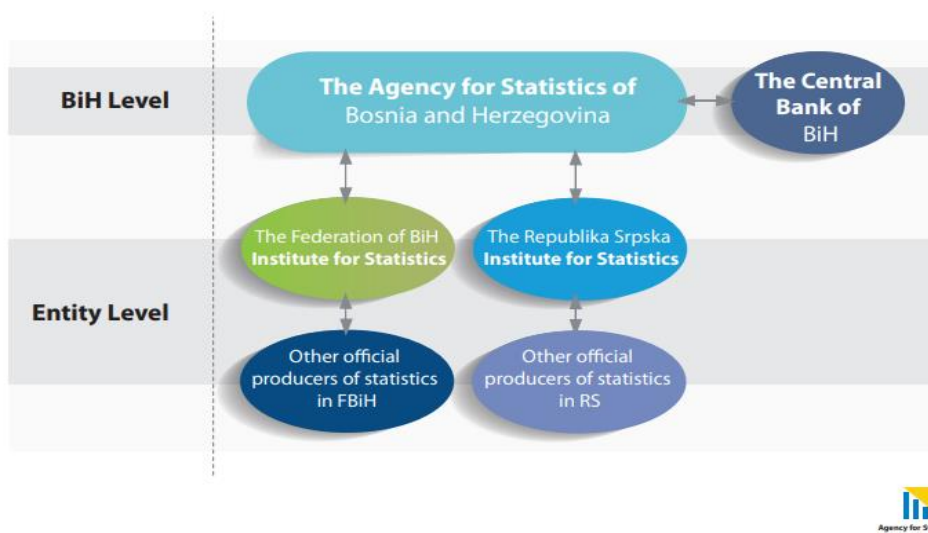 BiH Level
The Agency for Statistics of
Bosnia and Herzegovina
The Central
Bank of
BiH
The Federation of BiH
Institute for Statistics
The Republika Srpska
Institute for Statistics
Entity Level
Other official
producers of statistics
in FBiH
Other official
producers of statistics
in RS
Agency for S